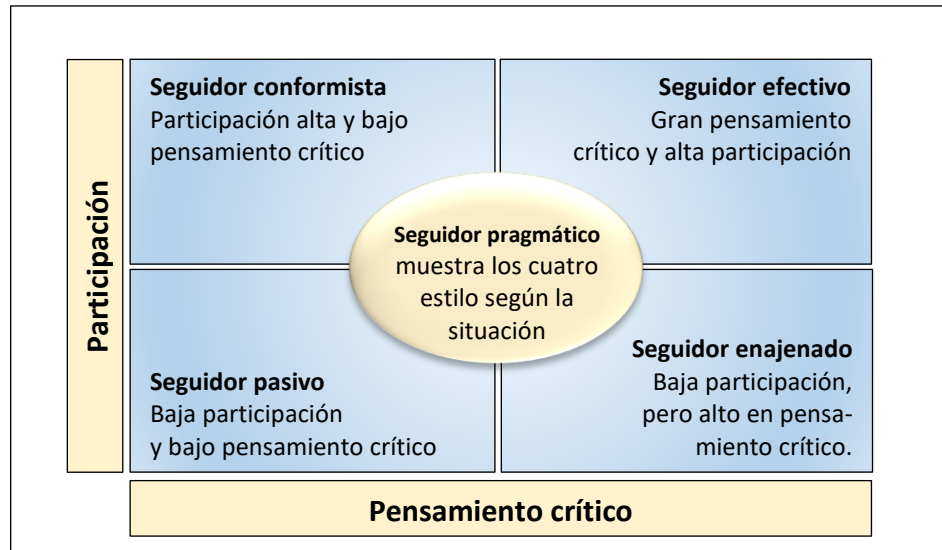 Participación
Seguidor conformista
Participación alta y bajo
pensamiento crítico
Seguidor efectivo
Gran pensamiento
crítico y alta participación
Seguidor pragmático
muestra los cuatro
estilo según la
situación
Seguidor pasivo
Baja participación
y bajo pensamiento crítico
Seguidor enajenado
Baja participación,
pero alto en pensa-
miento crítico.
Pensamiento crítico